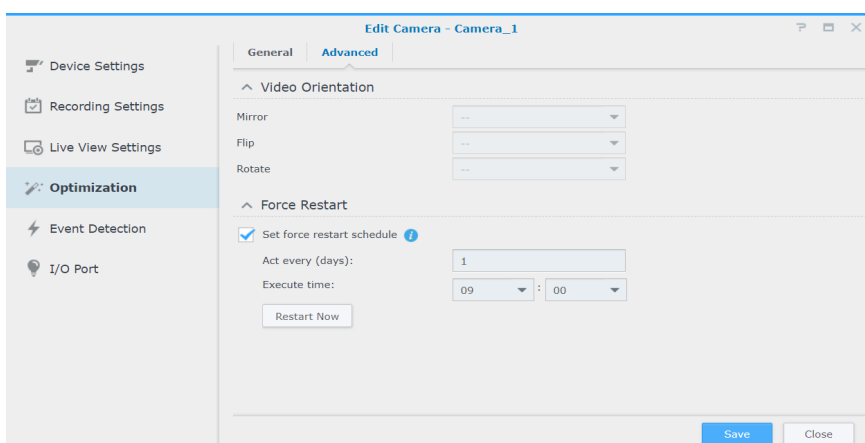 Edit Camera - Camera_1
General Advanced
Device Settings
Recording Settings
Live View Settings
Optimization
Event Detection
I/O Port
Video Orientation
Mirror --
Flip --
Rotate --
Force Restart
Set force restart schedule i
Act every (days): 1
Execute time: 09 : 00
Restart Now
Save Close